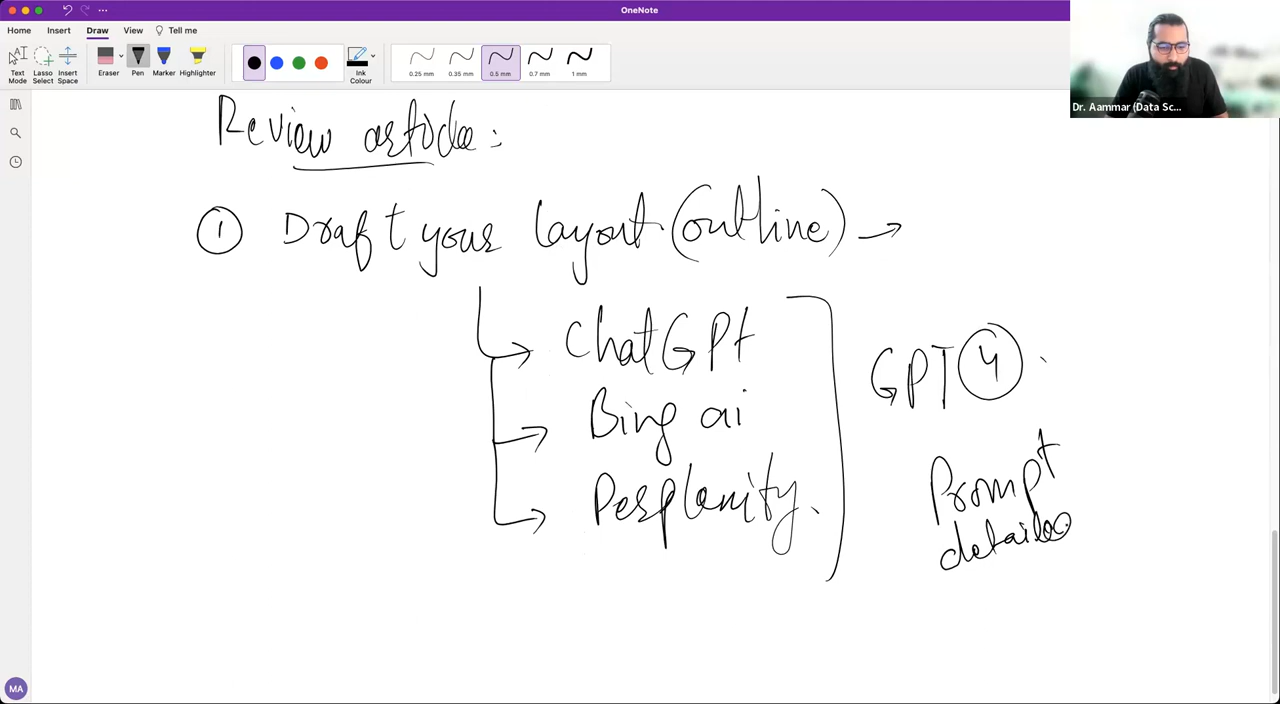 OneNote
Home Insert Draw View Tell me
Text Mode
Lasso Select
Insert Space
Eraser
Pen
Marker
Highlighter
Ink Colour
0.25 mm
0.35 mm
0.5 mm
0.7 mm
1 mm
Dr. Aammar (Data Sc...
Review article:
① Draft your layout (outline) →
ChatGPt
Bing ai
GPT ④
Perplexity.
Prompt
detailed
MA